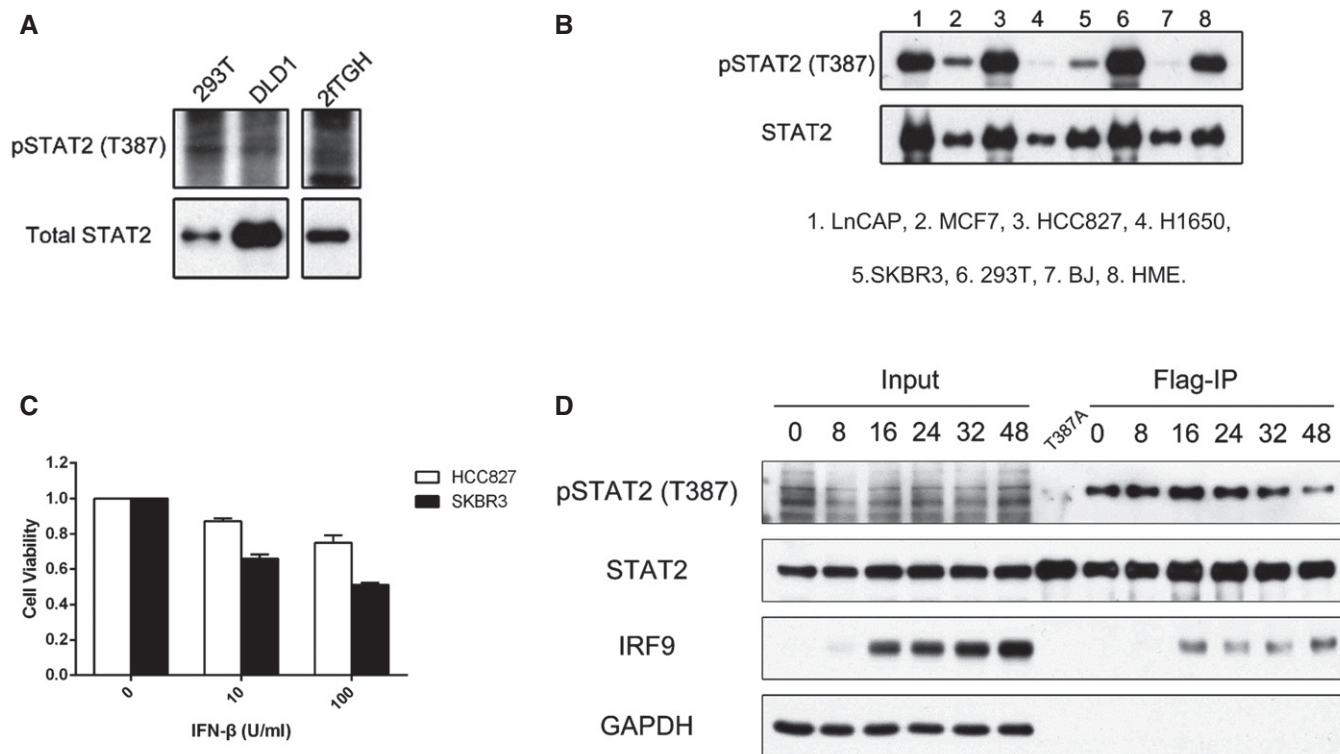 A
293T DLD1 2fTGH
pSTAT2 (T387)
Total STAT2
B
1 2 3 4 5 6 7 8
pSTAT2 (T387)
STAT2
1. LnCAP, 2. MCF7, 3. HCC827, 4. H1650,
5.SKBR3, 6. 293T, 7. BJ, 8. HME.
C
1.2
1.0
0.8
0.6
0.4
0.2
0.0
Cell Viability
0 10 100
IFN-β (U/ml)
HCC827
SKBR3
D
Input Flag-IP
0 8 16 24 32 48 T387A 0 8 16 24 32 48
pSTAT2 (T387)
STAT2
IRF9
GAPDH